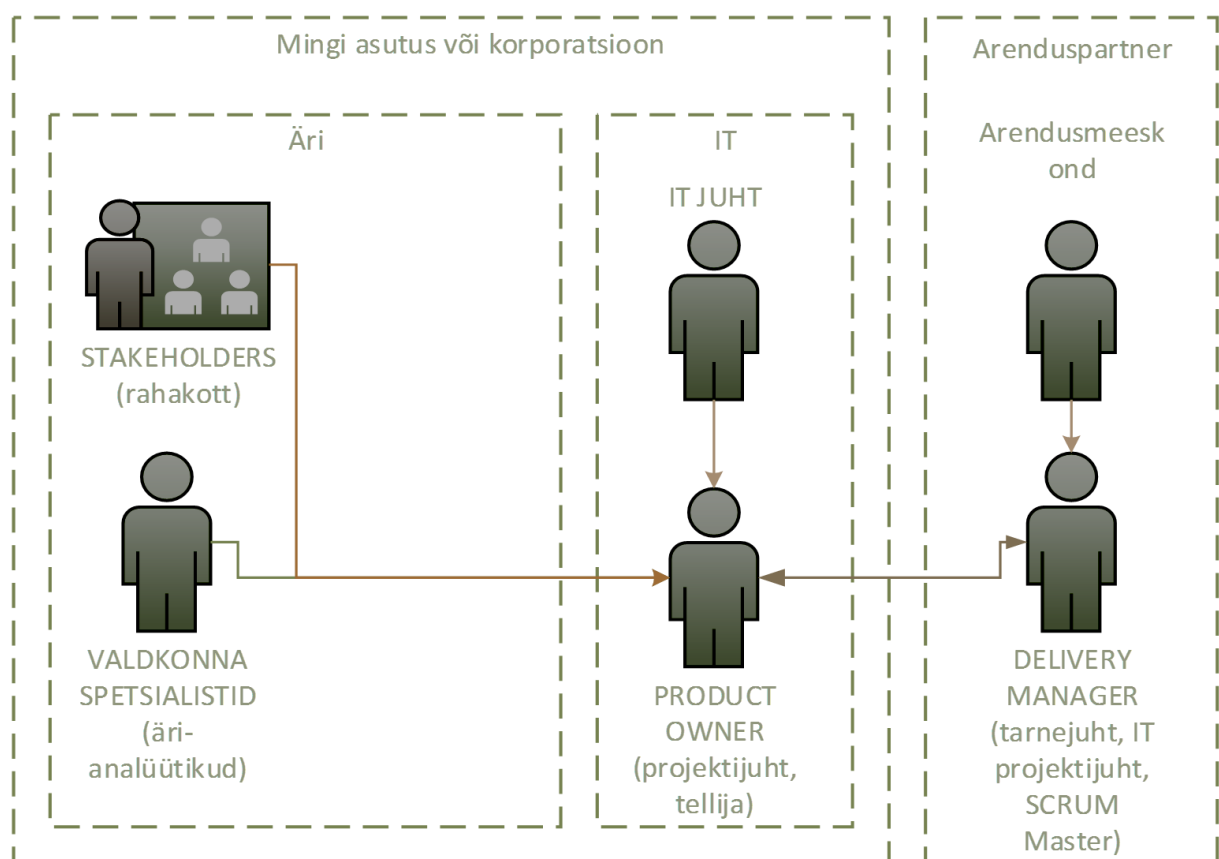 Mingi asutus või korporatsioon
Arenduspartner
Äri
IT
Arendusmeesk
ond
IT JUHT
STAKEHOLDERS
(rahakott)
VALDKONNA
SPETSIALISTID
(äri-
analüütikud)
PRODUCT
OWNER
(projektijuht,
tellija)
DELIVERY
MANAGER
(tarnejuht, IT
projektijuht,
SCRUM
Master)